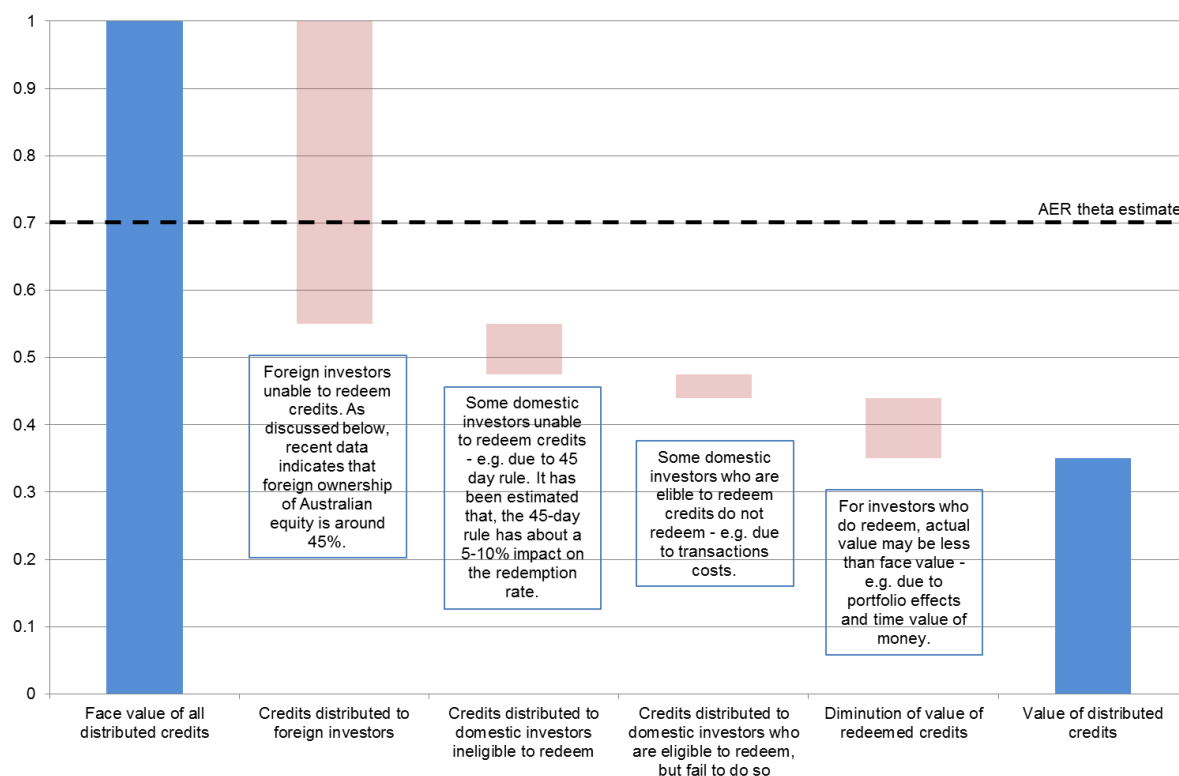 1
0.9
0.8
0.7
0.6
0.5
0.4
0.3
0.2
0.1
0
AER theta estimate
Foreign investors
unable to redeem
credits. As
discussed below,
recent data
indicates that
foreign ownership
of Australian
equity is around
45%.
Some domestic
investors unable
to redeem credits
- e.g. due to 45
day rule. It has
been estimated
that, the 45-day
rule has about a
5-10% impact on
the redemption
rate.
Some domestic
investors who are
elible to redeem
credits do not
redeem - e.g. due
to transactions
costs.
For investors who
do redeem, actual
value may be less
than face value -
e.g. due to
portfolio effects
and time value of
money.
Face value of all
distributed credits
Credits distributed to
foreign investors
Credits distributed to
domestic investors
ineligible to redeem
Credits distributed to
domestic investors who
are eligible to redeem,
but fail to do so
Diminution of value of
redeemed credits
Value of distributed
credits